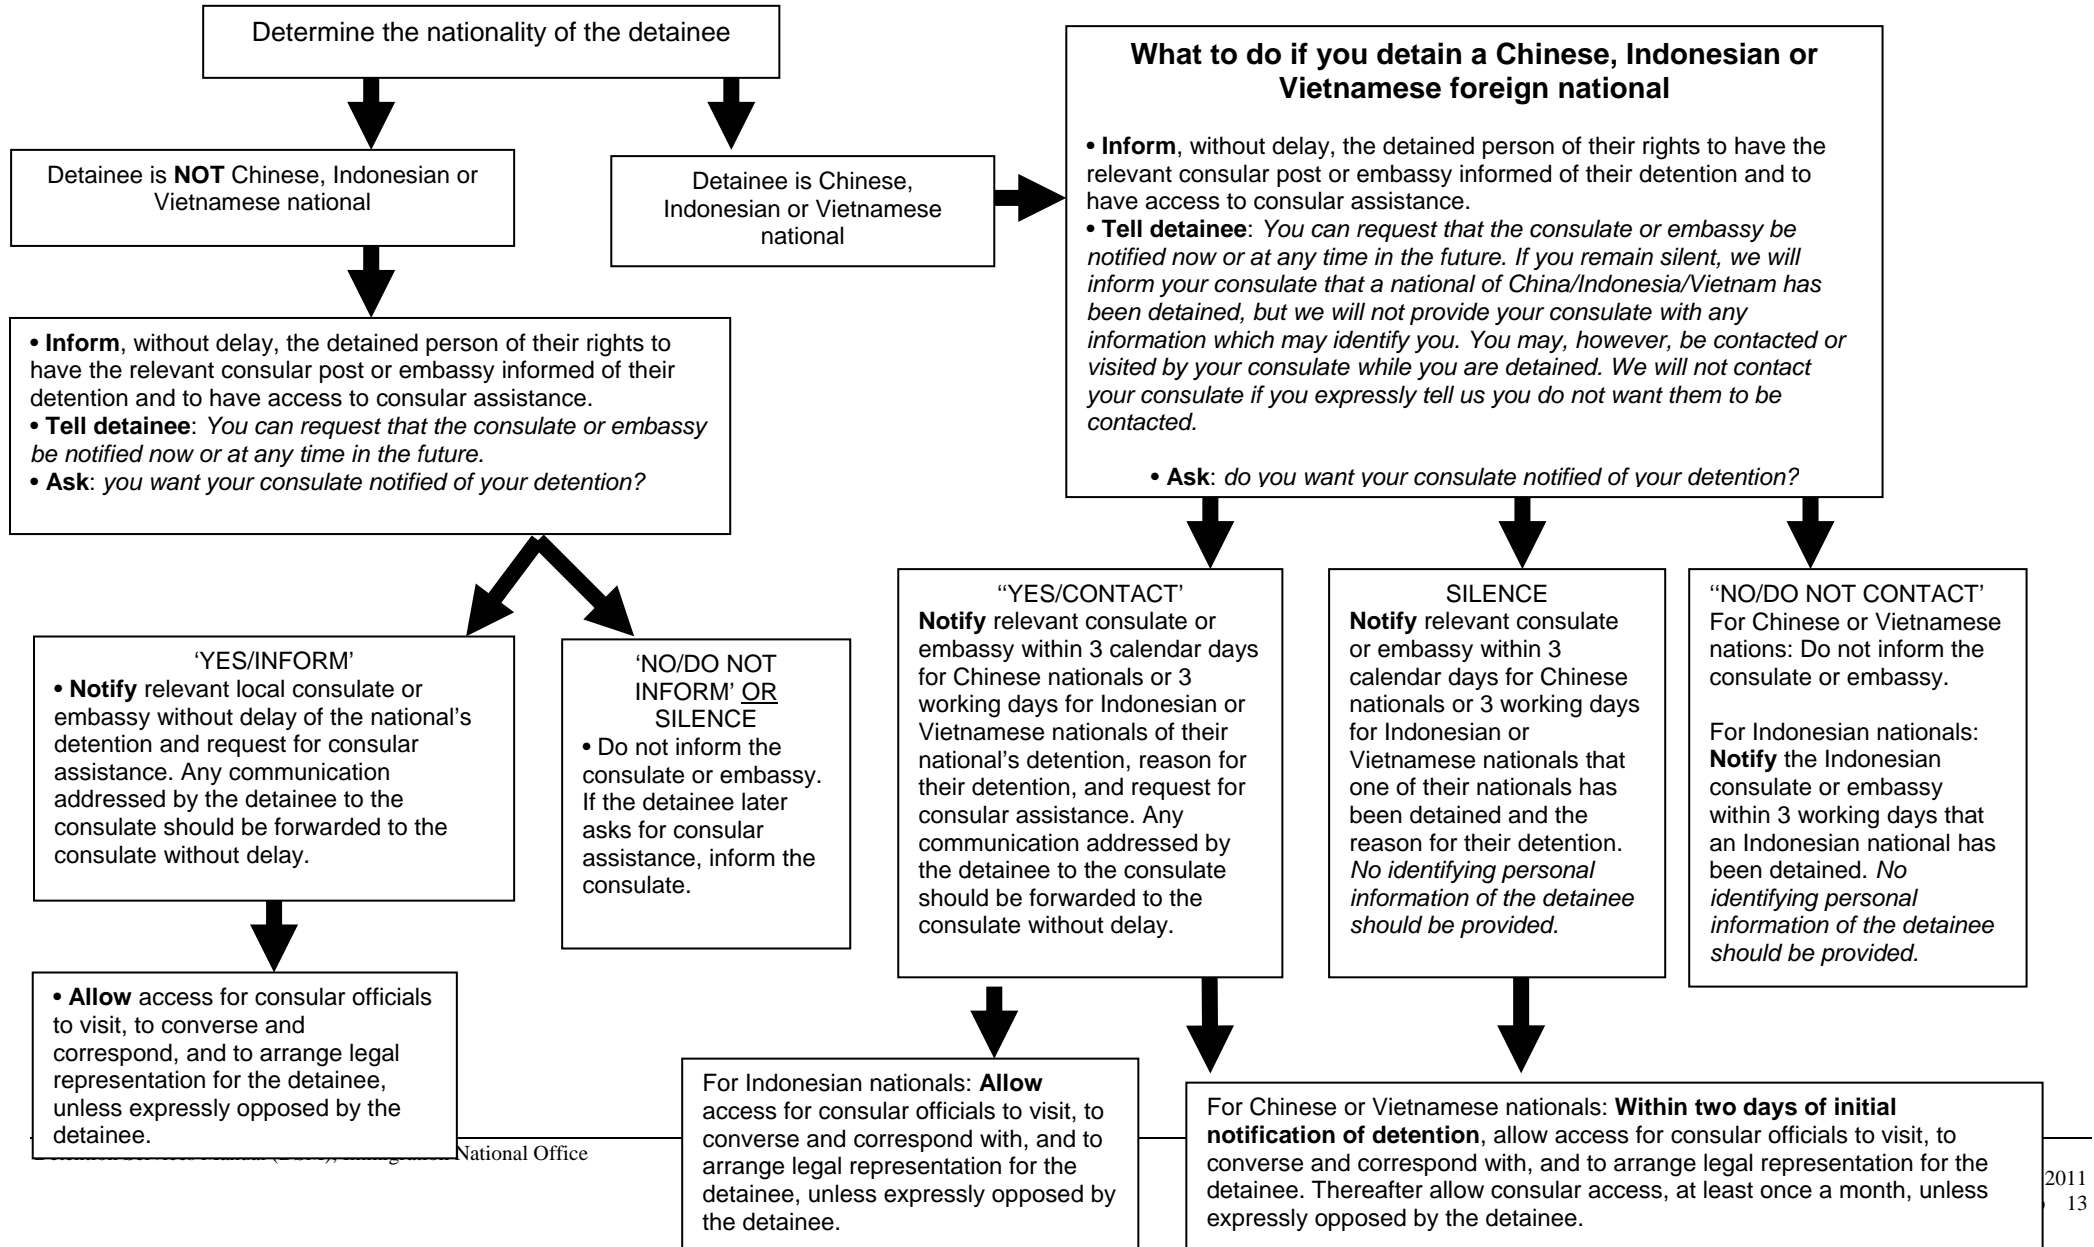 Determine the nationality of the detainee
Detainee is NOT Chinese, Indonesian or
Vietnamese national
Detainee is Chinese,
Indonesian or Vietnamese
national
What to do if you detain a Chinese, Indonesian or
Vietnamese foreign national
• Inform, without delay, the detained person of their rights to have the
relevant consular post or embassy informed of their detention and to
have access to consular assistance.
• Tell detainee: You can request that the consulate or embassy be
notified now or at any time in the future. If you remain silent, we will
inform your consulate that a national of China/Indonesia/Vietnam has
been detained, but we will not provide your consulate with any
information which may identify you. You may, however, be contacted or
visited by your consulate while you are detained. We will not contact
your consulate if you expressly tell us you do not want them to be
contacted.
• Ask: do you want your consulate notified of your detention?
• Inform, without delay, the detained person of their rights to
have the relevant consular post or embassy informed of their
detention and to have access to consular assistance.
• Tell detainee: You can request that the consulate or embassy
be notified now or at any time in the future.
• Ask: you want your consulate notified of your detention?
‘YES/INFORM’
• Notify relevant local consulate or
embassy without delay of the national’s
detention and request for consular
assistance. Any communication
addressed by the detainee to the
consulate should be forwarded to the
consulate without delay.
‘NO/DO NOT
INFORM’ OR
SILENCE
• Do not inform the
consulate or embassy.
If the detainee later
asks for consular
assistance, inform the
consulate.
‘‘YES/CONTACT’
Notify relevant consulate or
embassy within 3 calendar days
for Chinese nationals or 3
working days for Indonesian or
Vietnamese nationals of their
national’s detention, reason for
their detention, and request for
consular assistance. Any
communication addressed by
the detainee to the consulate
should be forwarded to the
consulate without delay.
SILENCE
Notify relevant consulate
or embassy within 3
calendar days for Chinese
nationals or 3 working days
for Indonesian or
Vietnamese nationals that
one of their nationals has
been detained and the
reason for their detention.
No identifying personal
information of the detainee
should be provided.
‘‘NO/DO NOT CONTACT’
For Chinese or Vietnamese
nations: Do not inform the
consulate or embassy.
For Indonesian nationals:
Notify the Indonesian
consulate or embassy
within 3 working days that
an Indonesian national has
been detained. No
identifying personal
information of the detainee
should be provided.
• Allow access for consular officials
to visit, to converse and
correspond, and to arrange legal
representation for the detainee,
unless expressly opposed by the
detainee.
For Indonesian nationals: Allow
access for consular officials to visit, to
converse and correspond with, and to
arrange legal representation for the
detainee, unless expressly opposed by
the detainee.
For Chinese or Vietnamese nationals: Within two days of initial
notification of detention, allow access for consular officials to visit, to
converse and correspond with, and to arrange legal representation for the
detainee. Thereafter allow consular access, at least once a month, unless
expressly opposed by the detainee.
National Office
2011
13